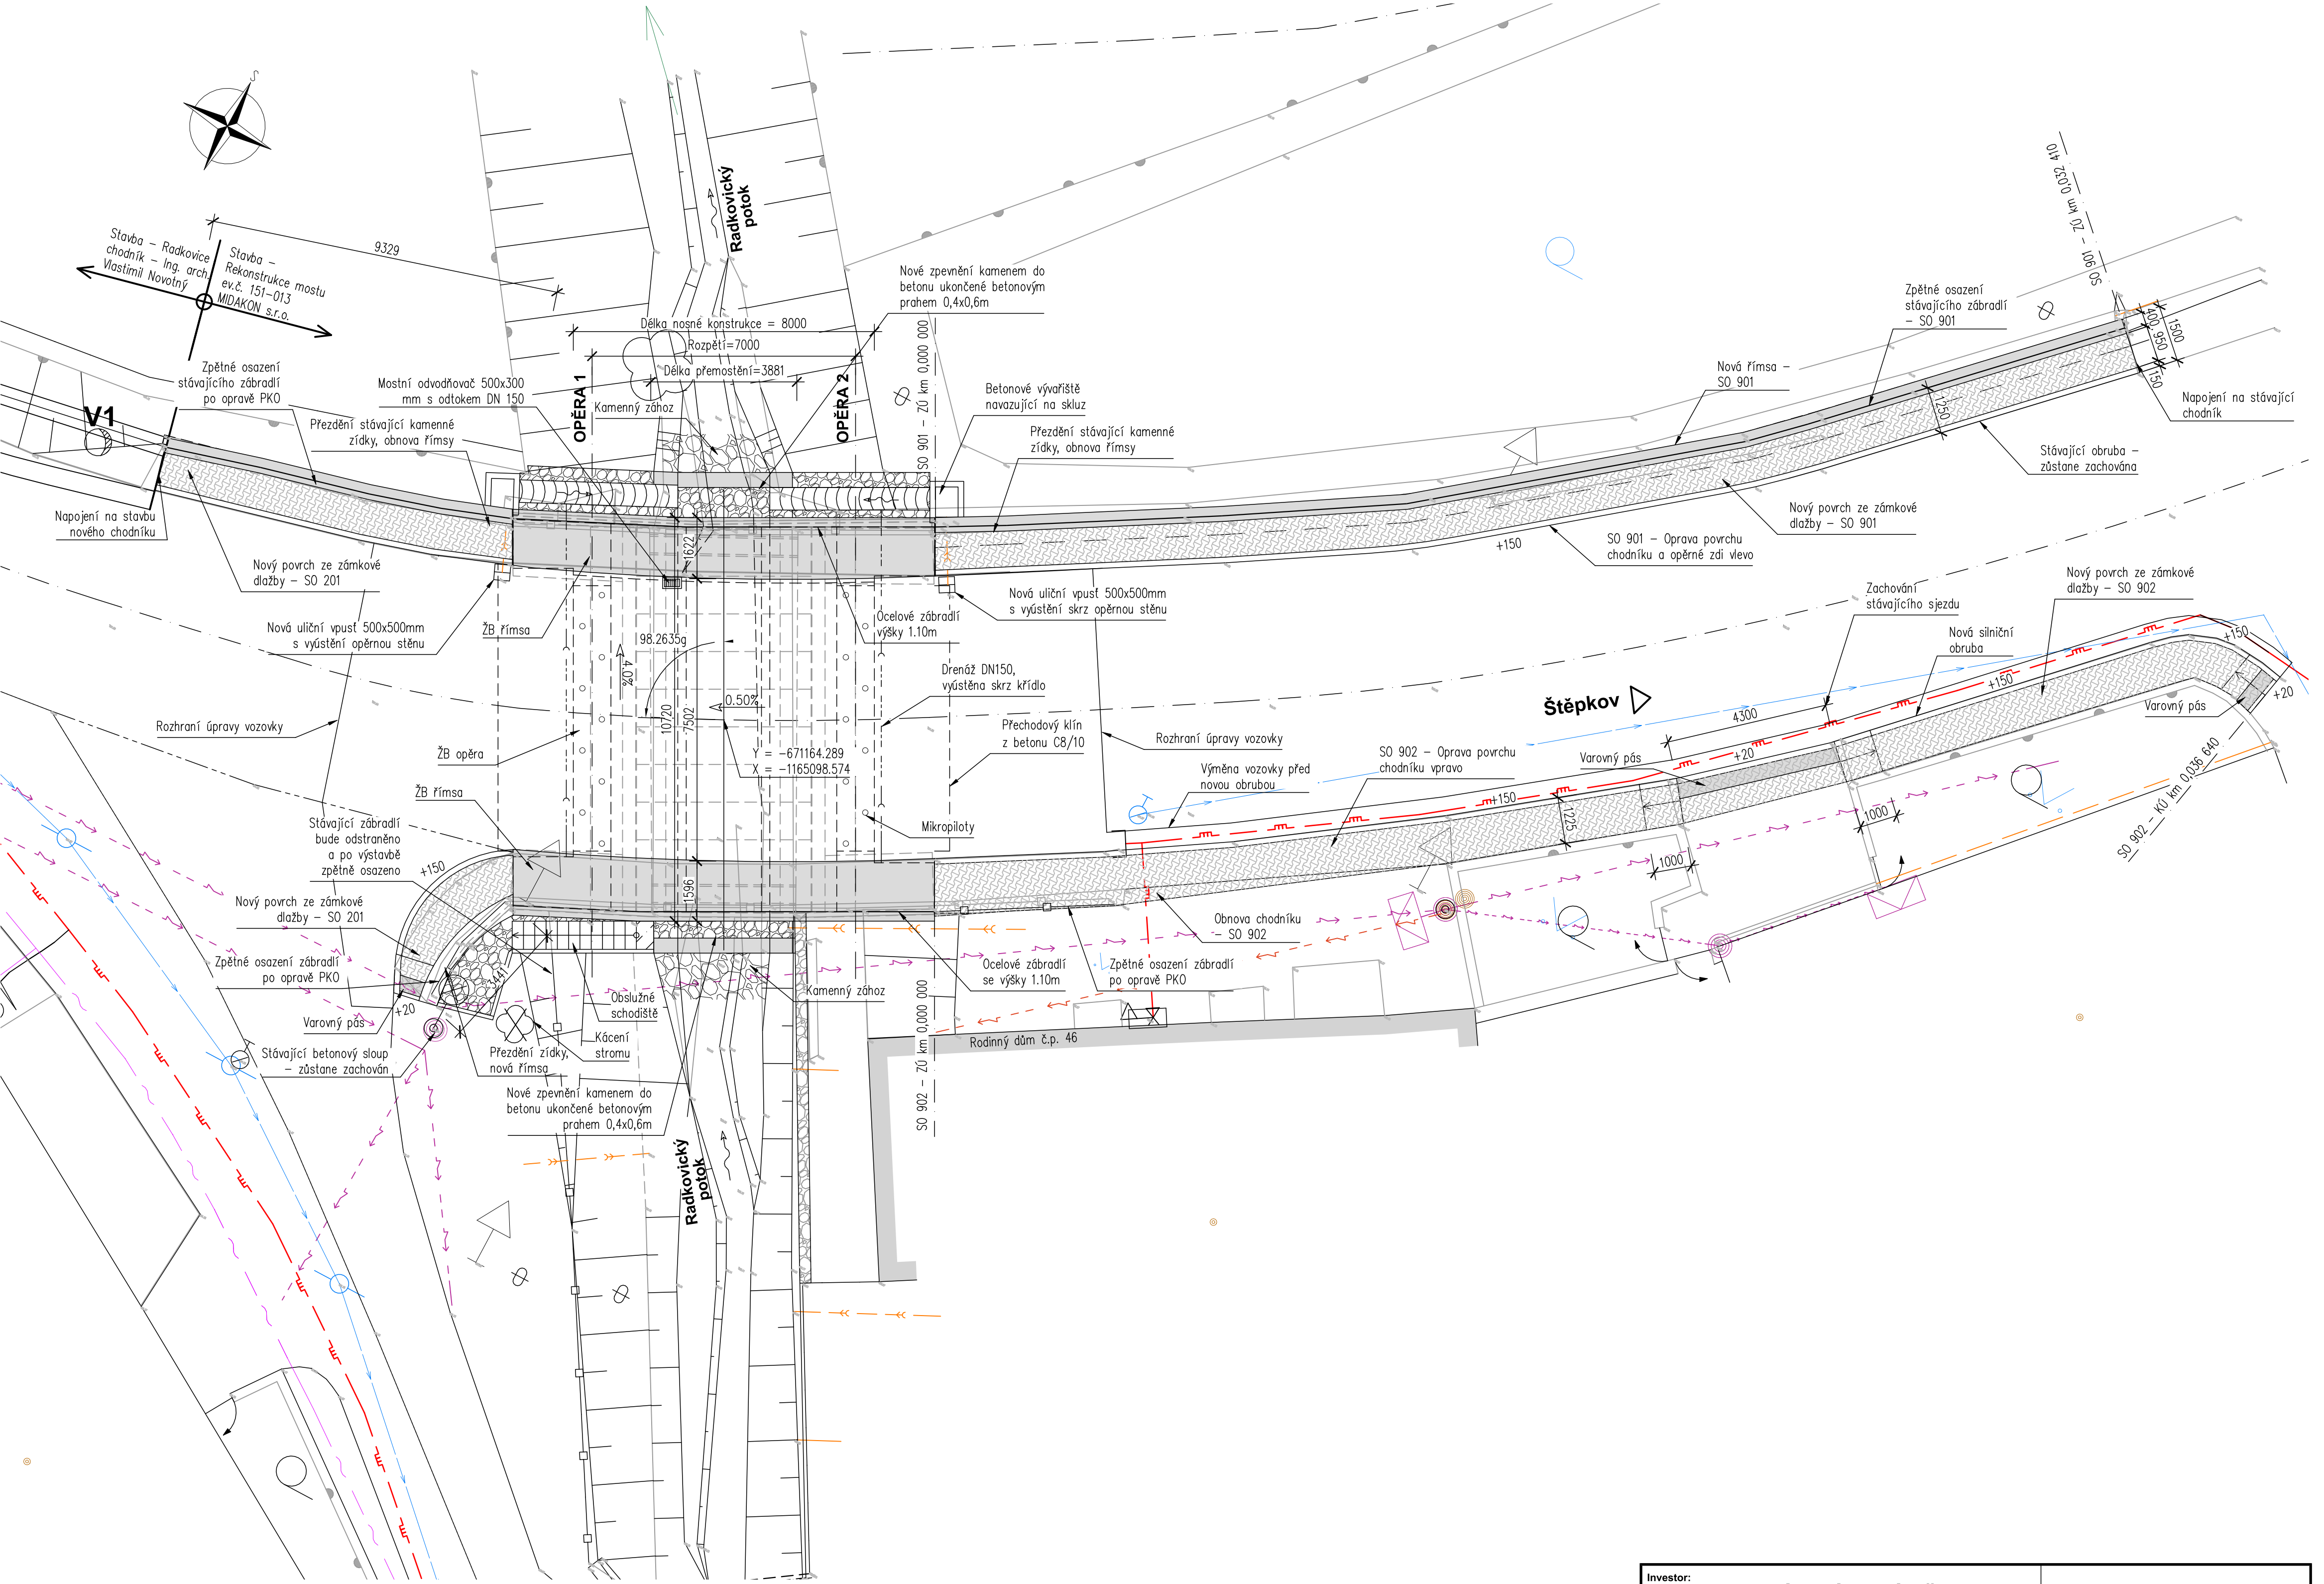 S
9329
Stavba – Radkovice
chodník – Ing. arch.
Vlastimil Novotný
Stavba –
Rekonstrukce mostu
ev.č. 151–013
MIDAKON s.r.o.
V1
Zpětné osazení
stávajícího zábradlí
po opravě PKO
Mostní odvodňovač 500x300
mm s odtokem DN 150
Přezdění stávající kamenné
zídky, obnova římsy
Napojení na stavbu
nového chodníku
Nový povrch ze zámkové
dlažby – SO 201
Nová uliční vpusť 500x500mm
s vyústění opěrnou stěnu
ŽB římsa
Rozhraní úpravy vozovky
Radkovický
potok
Délka nosné konstrukce = 8000
Rozpětí=7000
Délka přemostění=3881
OPĚRA 1
OPĚRA 2
Kamenný zához
Nové zpevnění kamenem do
betonu ukončené betonovým
prahem 0,4x0,6m
SO 901 – ZÚ km 0,000 000
Betonové vývařiště
navazující na skluz
Přezdění stávající kamenné
zídky, obnova římsy
1622
98.2635g
4.0%
0.50%
10720
7502
Y = –671164.289
X = –1165098.574
1596
Ocelové zábradlí
výšky 1.10m
Nová uliční vpusť 500x500mm
s vyústění skrz opěrnou stěnu
Drenáž DN150,
vyústěna skrz křídlo
Přechodový klín
z betonu C8/10
Mikropiloty
ŽB opěra
ŽB římsa
Rozhraní úpravy vozovky
Výměna vozovky před
novou obrubou
SO 902 – Oprava povrchu
chodníku vpravo
Štěpkov
SO 901 – ZÚ km 0,032 410
Zpětné osazení
stávajícího zábradlí
– SO 901
Nová římsa –
SO 901
400
950
1500
150
1250
Napojení na stávající
chodník
Stávající obruba –
zůstane zachována
Nový povrch ze zámkové
dlažby – SO 901
SO 901 – Oprava povrchu
chodníku a opěrné zdi vlevo
+150
Zachování
stávajícího sjezdu
Nový povrch ze zámkové
dlažby – SO 902
Nová silniční
obruba
+150
+150
+20
Varovný pás
4300
+20
Varovný pás
+150
1225
1000
1000
SO 902 – KÚ km 0,036 640
Stávající zábradlí
bude odstraněno
a po výstavbě
zpětně osazeno
+150
Nový povrch ze zámkové
dlažby – SO 201
Zpětné osazení zábradlí
po opravě PKO
3441
+20
Varovný pás
Stávající betonový sloup
– zůstane zachován
Přezdění zídky,
nová římsa
Obslužné
schodiště
Kácení
stromu
Nové zpevnění kamenem do
betonu ukončené betonovým
prahem 0,4x0,6m
Kamenný zához
Radkovický
potok
SO 902 – ZÚ km 0,000 000
Ocelové zábradlí
se výšky 1.10m
Zpětné osazení zábradlí
po opravě PKO
Obnova chodníku
– SO 902
Rodinný dům č.p. 46
Investor: